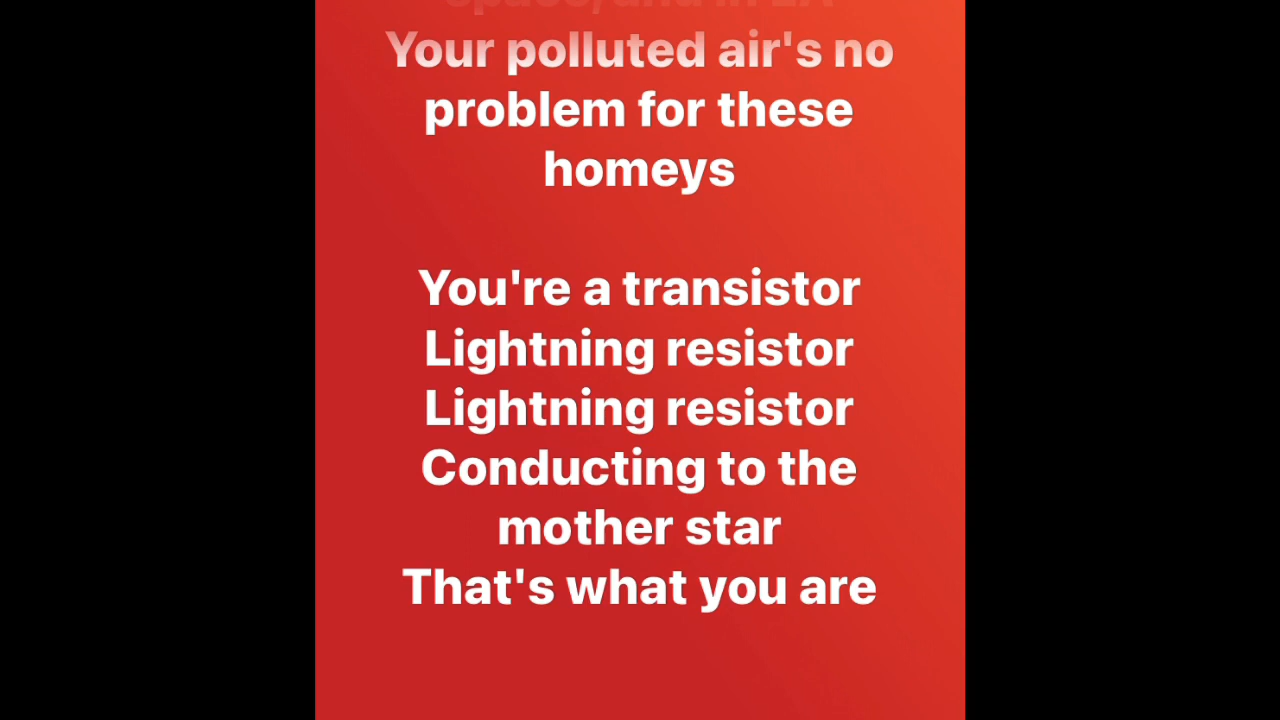 Your polluted air's no
problem for these
homeys
You're a transistor
Lightning resistor
Lightning resistor
Conducting to the
mother star
That's what you are